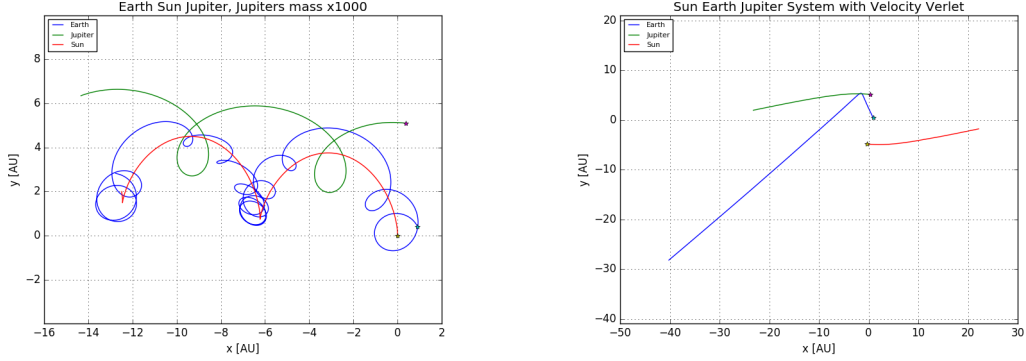 Earth Sun Jupiter, Jupiters mass x1000
Earth
Jupiter
Sun
8
6
4
2
0
−2
y [AU]
−16
−14
−12
−10
−8
−6
−4
−2
0
2
x [AU]
Sun Earth Jupiter System with Velocity Verlet
Earth
Jupiter
Sun
20
10
0
−10
−20
−30
−40
y [AU]
−50
−40
−30
−20
−10
0
10
20
30
x [AU]